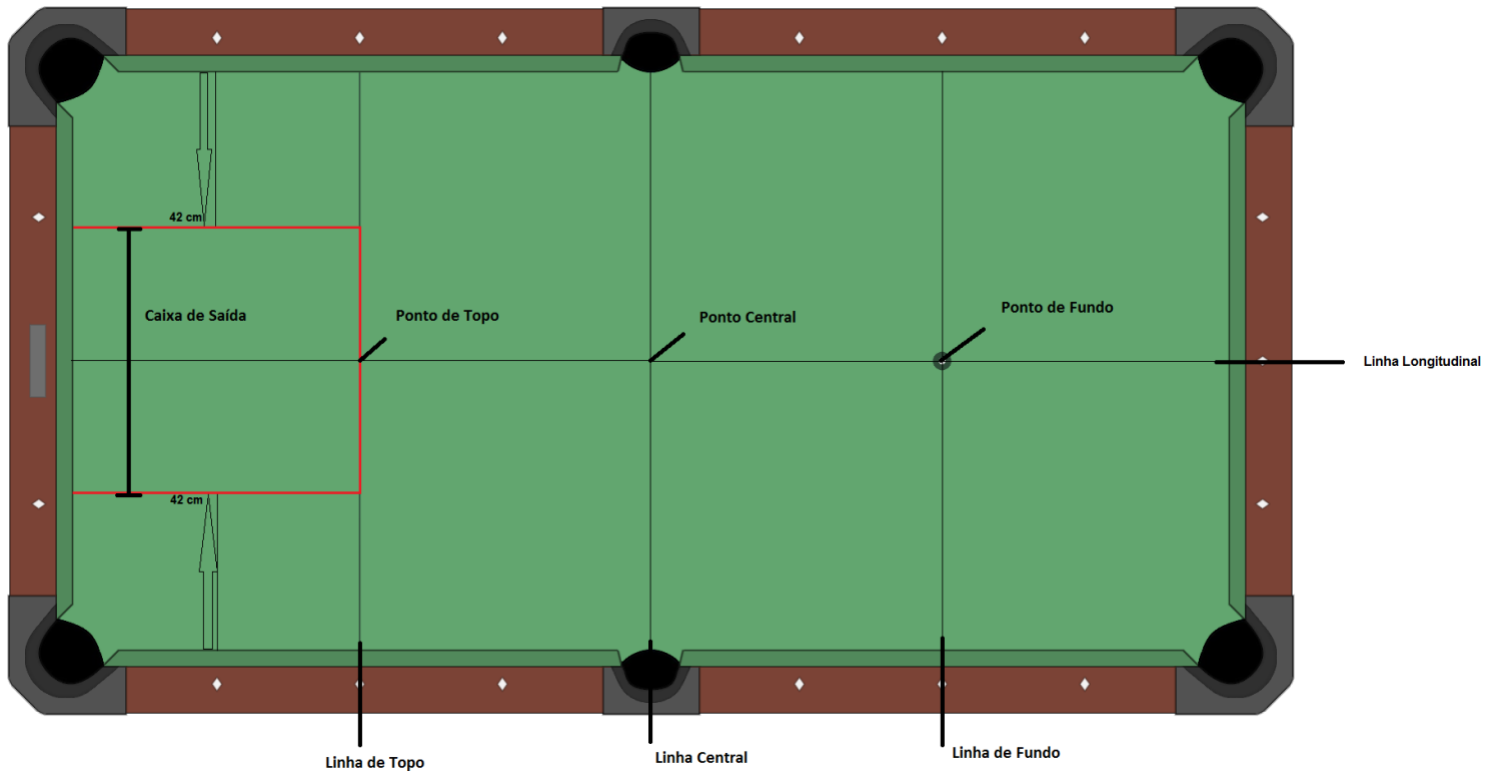 42 cm
Caixa de Saída
Ponto de Topo
Ponto Central
Ponto de Fundo
Linha Longitudinal
42 cm
Linha de Topo
Linha Central
Linha de Fundo